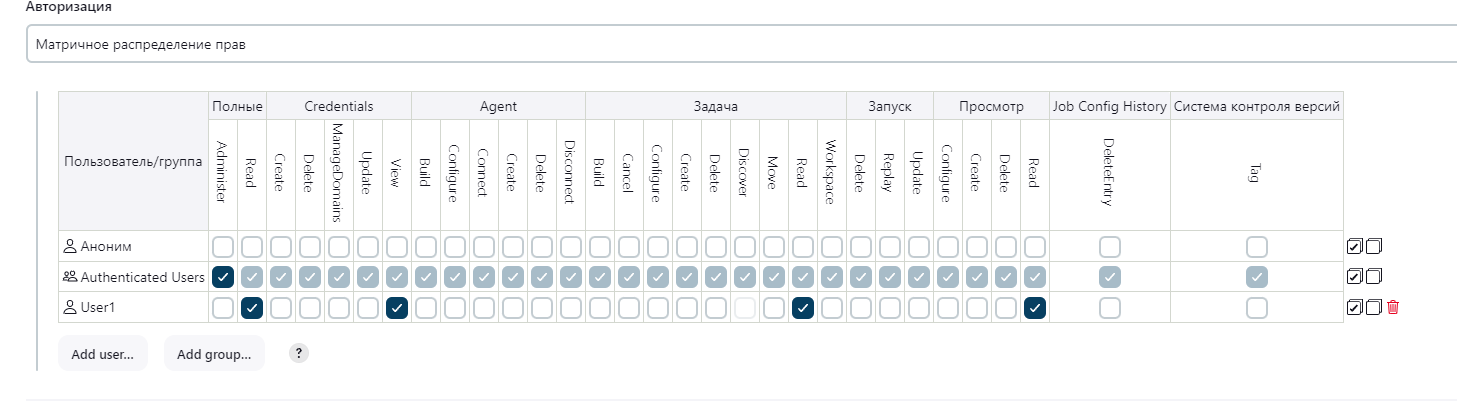 Авторизация
Матричное распределение прав
Пользователь/группа
Полные
Credentials
Agent
Задача
Запуск
Просмотр
Job Config History
Система контроля версий
Administer
Read
Create
Delete
ManageDomains
Update
View
Build
Configure
Connect
Create
Delete
Disconnect
Build
Cancel
Configure
Create
Delete
Discover
Move
Read
Workspace
Delete
Replay
Update
Configure
Create
Delete
Read
DeleteEntry
Tag
Аноним
Authenticated Users
User1
Add user...
Add group...
?